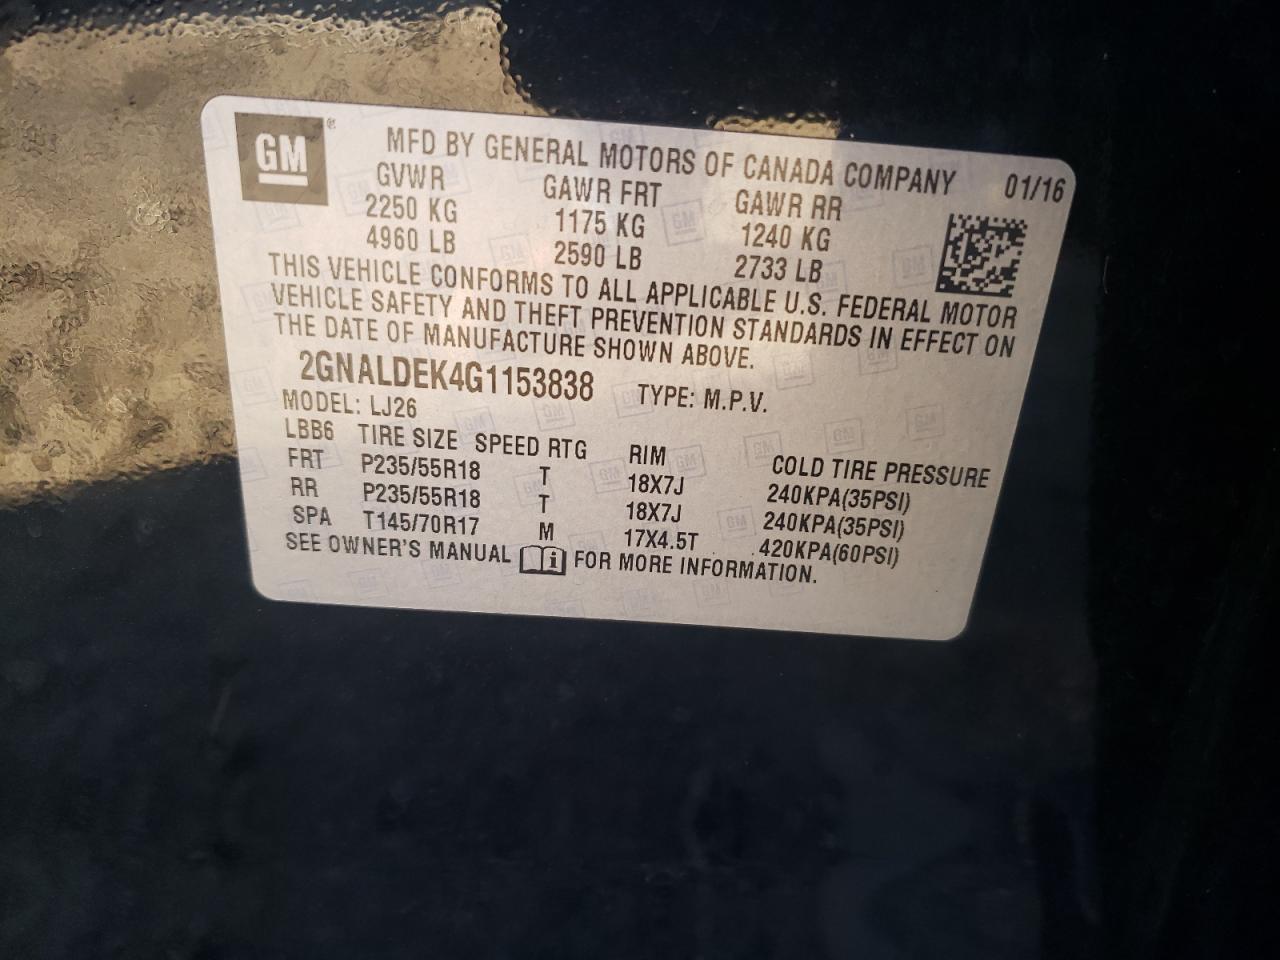 GM ®
MFD BY GENERAL MOTORS OF CANADA COMPANY 01/16
GVWR GAWR FRT GAWR RR
2250 KG 1175 KG 1240 KG
4960 LB 2590 LB 2733 LB
THIS VEHICLE CONFORMS TO ALL APPLICABLE U.S. FEDERAL MOTOR
VEHICLE SAFETY AND THEFT PREVENTION STANDARDS IN EFFECT ON
THE DATE OF MANUFACTURE SHOWN ABOVE.
2GNALDEK4G1153838 TYPE: M.P.V.
MODEL: LJ26
LBB6 TIRE SIZE SPEED RTG RIM COLD TIRE PRESSURE
FRT P235/55R18 T 18X7J 240KPA(35PSI)
RR P235/55R18 T 18X7J 240KPA(35PSI)
SPA T145/70R17 M 17X4.5T 420KPA(60PSI)
SEE OWNER'S MANUAL i FOR MORE INFORMATION.